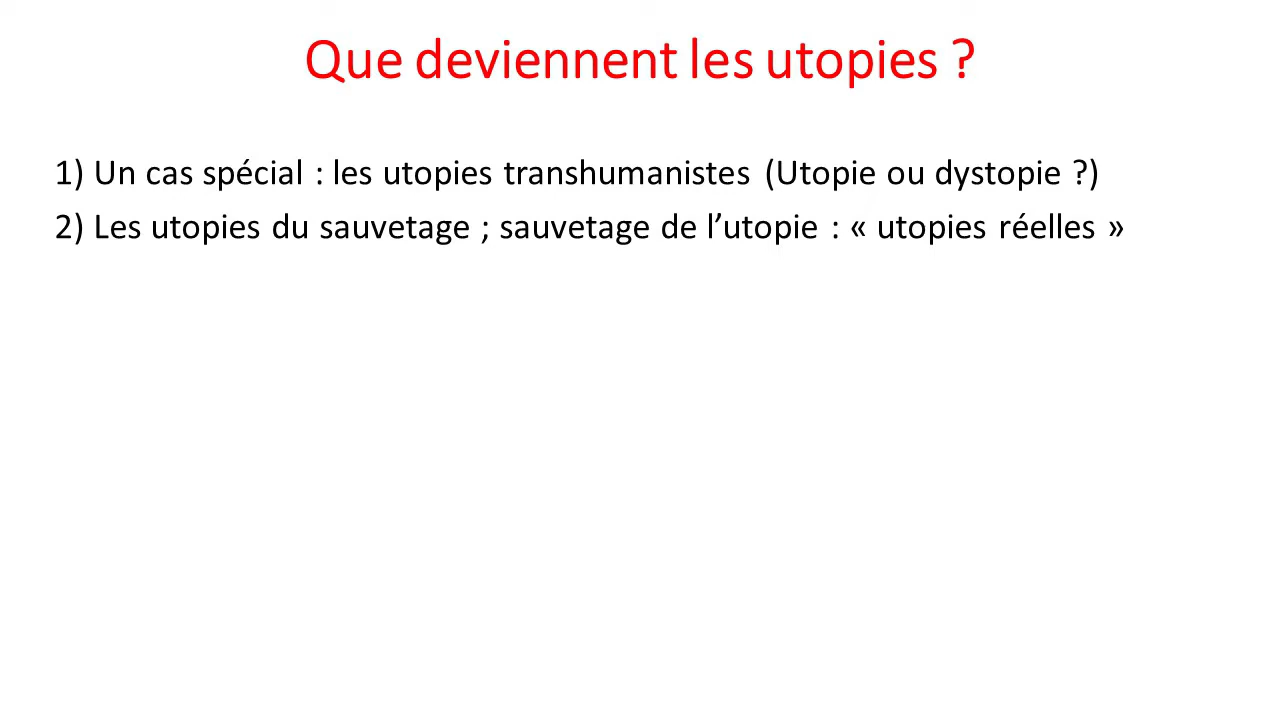 Que deviennent les utopies ?
1) Un cas spécial : les utopies transhumanistes (Utopie ou dystopie ?)
2) Les utopies du sauvetage ; sauvetage de l’utopie : « utopies réelles »